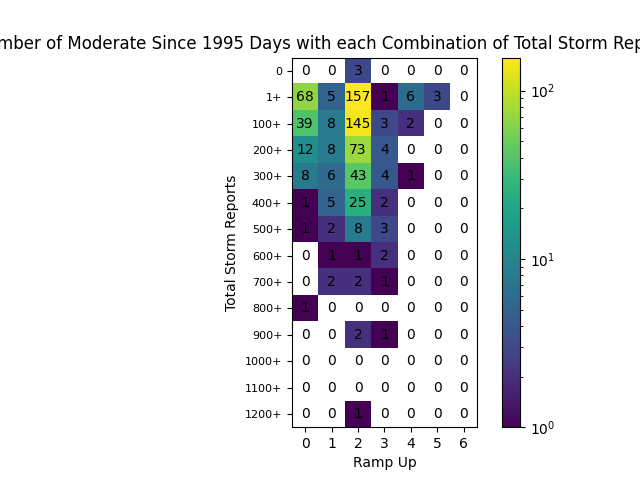 mber of Moderate Since 1995 Days with each Combination of Total Storm Rep
0 0 0 3 0 0 0 0
1+ 68 5 157 1 6 3 0
100+ 39 8 145 3 2 0 0
200+ 12 8 73 4 0 0 0
300+ 8 6 43 4 1 0 0
400+ 1 5 25 2 0 0 0
500+ 1 2 8 3 0 0 0
600+ 0 1 1 2 0 0 0
700+ 0 2 2 1 0 0 0
800+ 1 0 0 0 0 0 0
900+ 0 0 2 1 0 0 0
1000+ 0 0 0 0 0 0 0
1100+ 0 0 0 0 0 0 0
1200+ 0 0 1 0 0 0 0
0 1 2 3 4 5 6
Ramp Up
Total Storm Reports
10²
10¹
10⁰